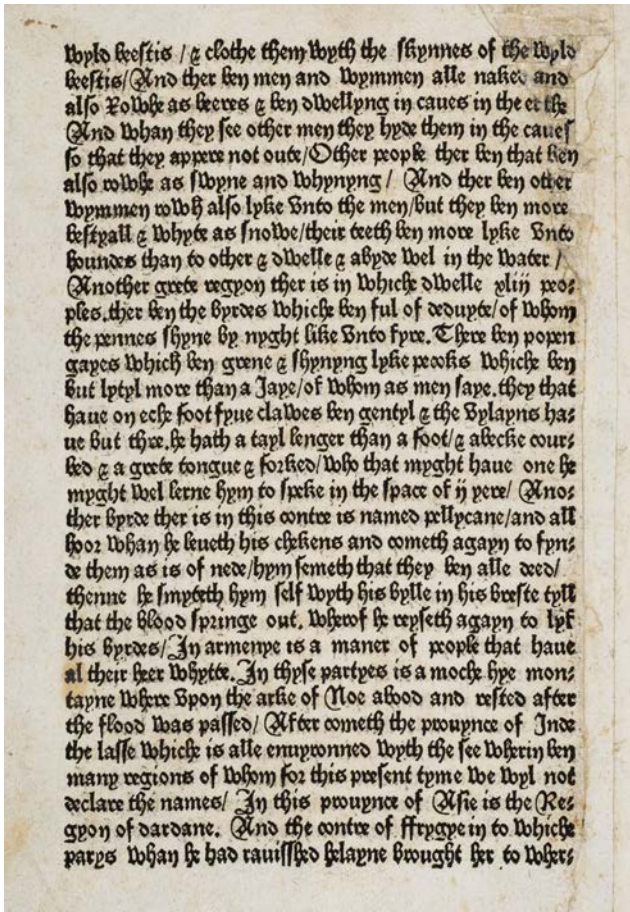 wyld beestis / & clothe them wyth the skynnes of the wyld
beestis/And ther ben men and wymmen alle naked and
also rowhe as beeres & ben dwellyng in caues in the erthe
And whan they see other men they hyde them in the caues
so that they appere not oute/Other people ther ben that ben
also rowhe as swyne and whynyng / And ther ben other
wymmen rowh also lyke vnto the men/but they ben more
bestyall & whyte as snowe/their teeth ben more lyke vnto
houndes than to other & dwelle & abyde wel in the water /
Another grete regyon ther is in whiche dwelle xliij peo⸗
ples.ther ben the byrdes whiche ben ful of deduyte/of whom
the pennes shyne by nyght like vnto fyre.There ben popen
gayes which ben grene & shynyng lyke pecoks whiche ben
but lytyl more than a Jaye/of whom as men saye.they that
haue on eche foot fyue clawes ben gentyl & the vylayns ha⸗
ue but thre.he hath a tayl lenger than a foot/& a becke cour⸗
bed & a grete tongue & forked/who that myght haue one he
myght wel lerne hym to speke in the space of ij yere/ Ano⸗
ther byrde ther is in this contre is named pellycane/and all
hoor whan he leueth his chekens and cometh agayn to fyn⸗
de them as is of nede/hym semeth that they ben alle deed/
thenne he smyteth hym self wyth his bylle in his breste tyll
that the blood springe out. wherof he reyseth agayn to lyf
his byrdes/In armenye is a maner of people that haue
al their heer whytte.In thyse partyes is a moche hye mon⸗
tayne where vpon the arke of Noe abood and rested after
the flood was passed/ After cometh the prouynce of Inde
the lasse whiche is alle enuyronned wyth the see wherin ben
many regions of whom for this present tyme we wyl not
declare the names/ In this prouynce of Asie is the Re⸗
gyon of dardane. And the contre of ffrygye in to whiche
parys whan he had rauisshed helayne brought her to wher⸗